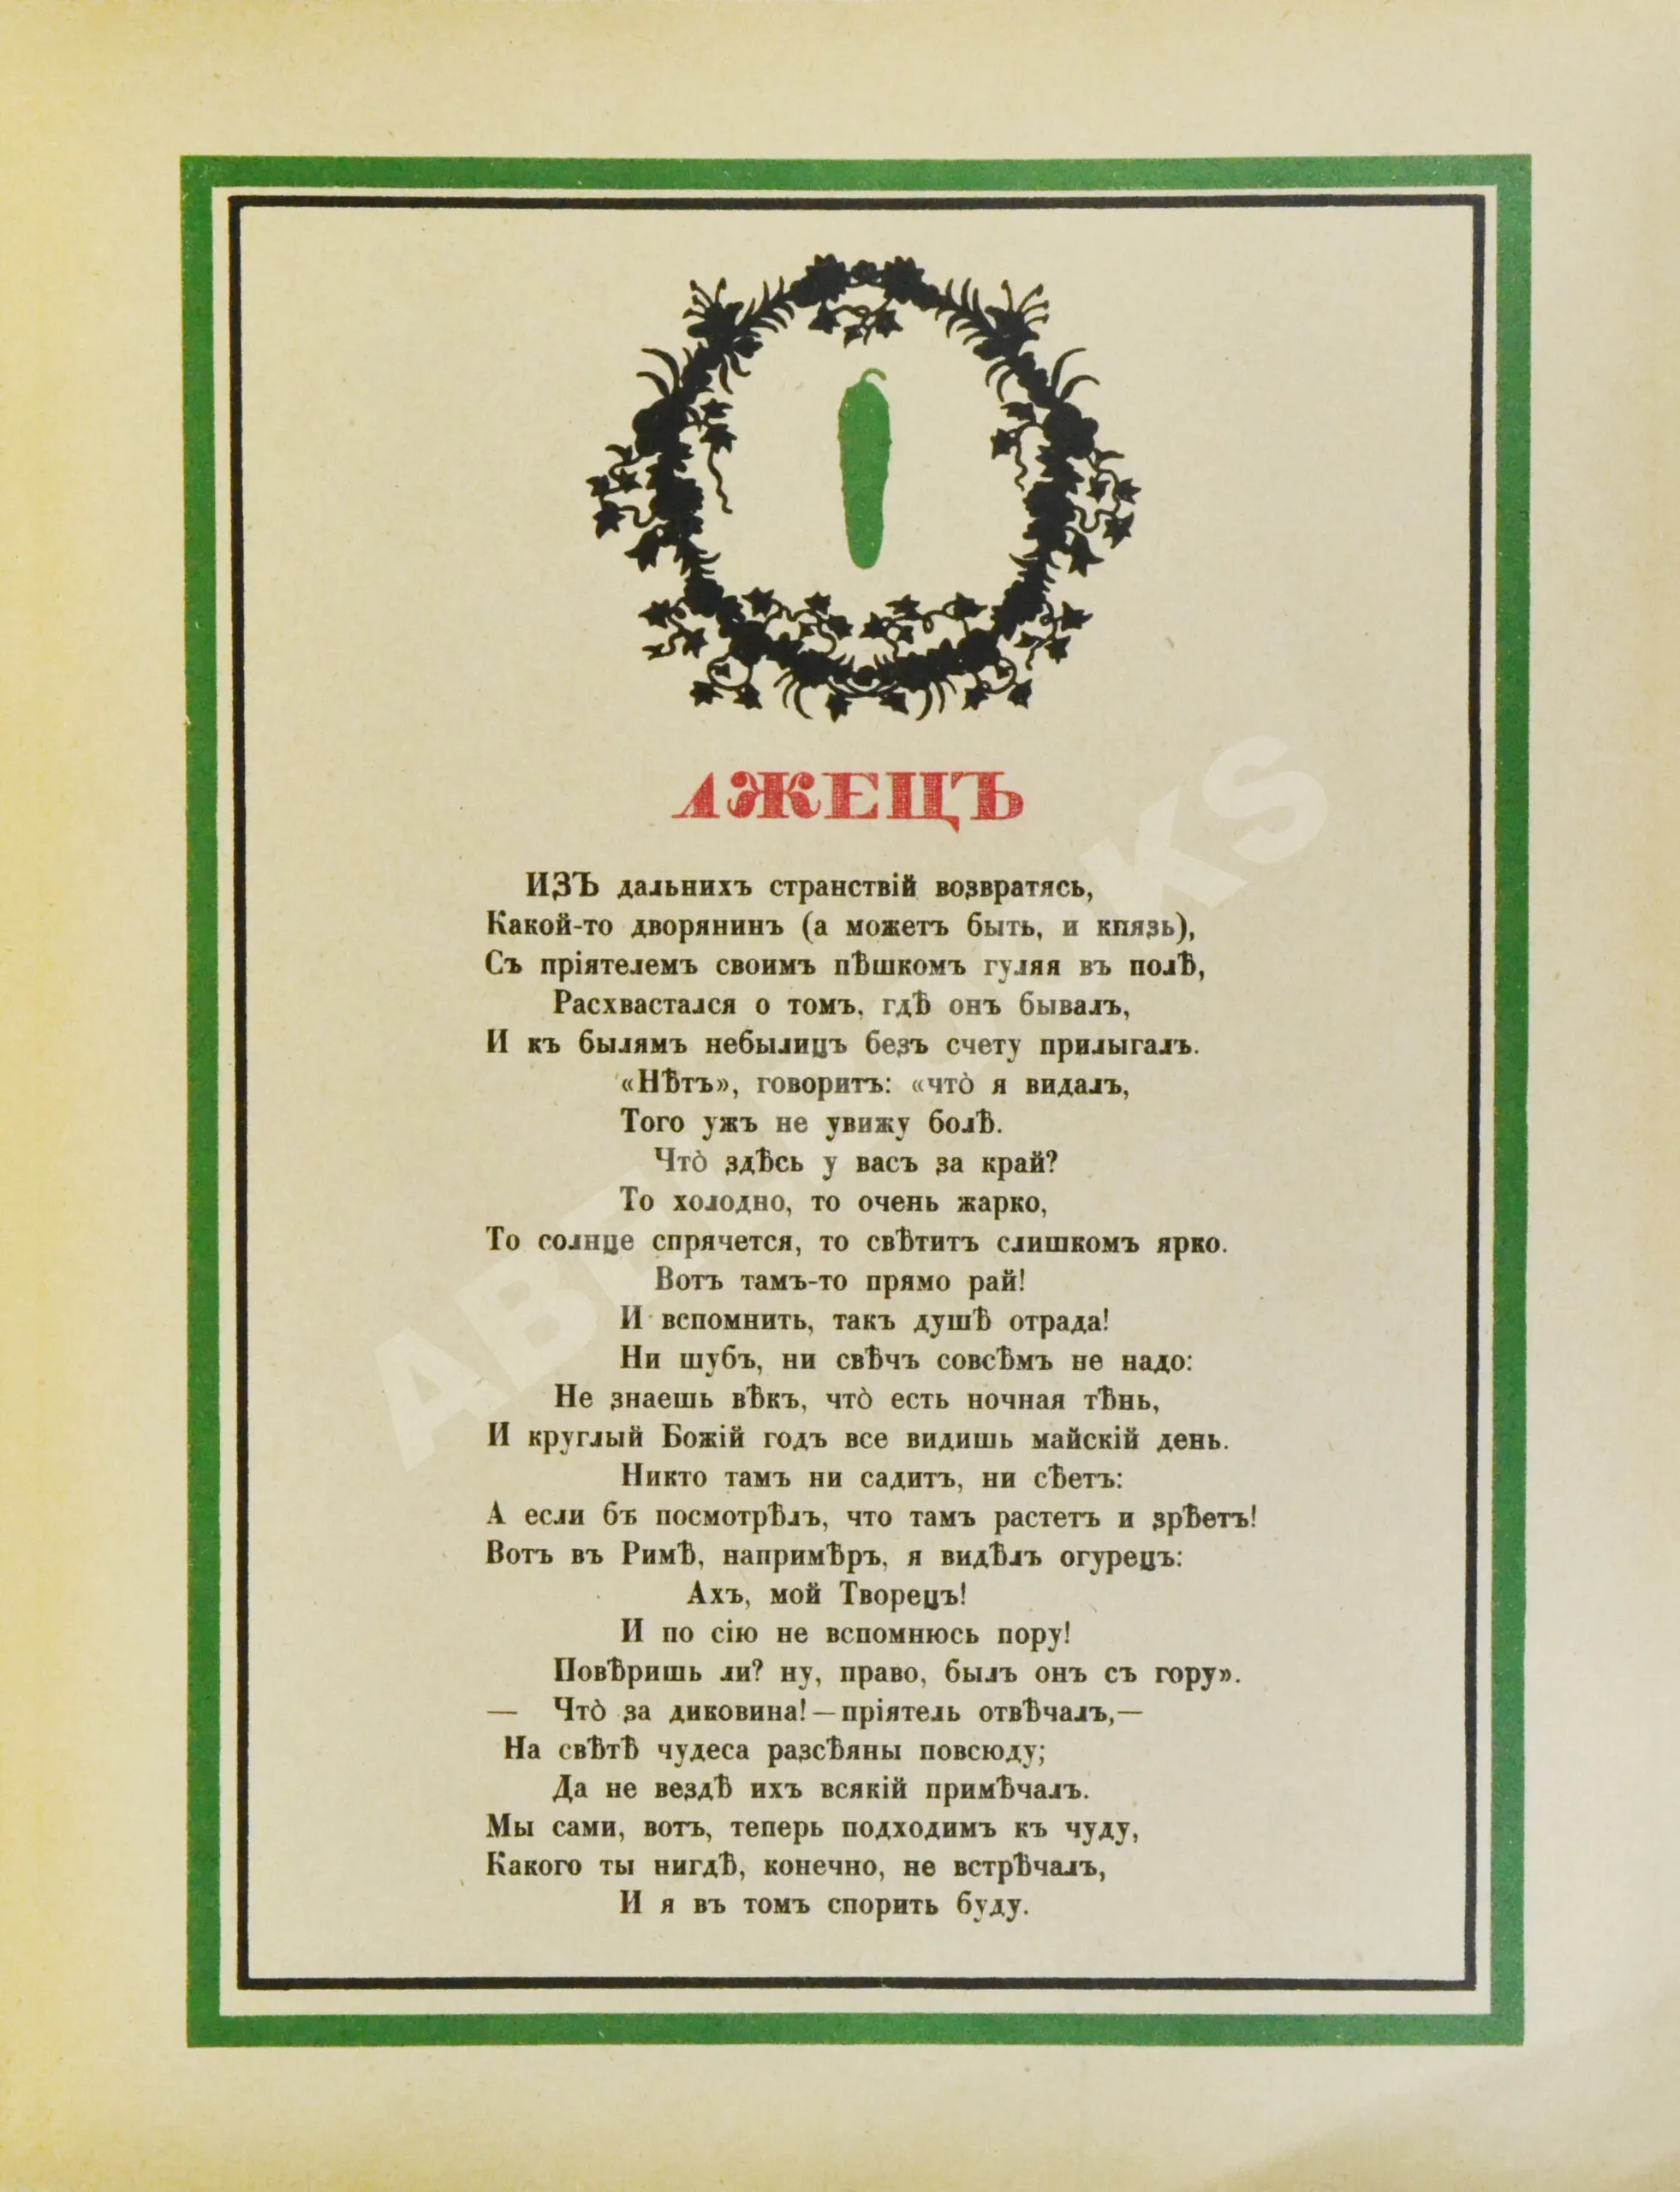 ЛЖЕЦЪ
ИЗЪ дальнихъ странствій возвратясь,
Какой-то дворянинъ (а можетъ быть, и князь),
Съ пріятелемъ своимъ пѣшкомъ гуляя въ полѣ,
Расхвастался о томъ, гдѣ онъ бывалъ,
И къ былямъ небылицъ безъ счету прилыгалъ.
«Нѣтъ», говоритъ: «что̀ я видалъ,
Того ужъ не увижу болѣ.
Что̀ здѣсь у васъ за край?
То холодно, то очень жарко,
То солнце спрячется, то свѣтитъ слишкомъ ярко.
Вотъ тамъ-то прямо рай!
И вспомнить, такъ душѣ отрада!
Ни шубъ, ни свѣчъ совсѣмъ не надо:
Не знаешь вѣкъ, что̀ есть ночная тѣнь,
И круглый Божій годъ все видишь майскій день.
Никто тамъ ни садитъ, ни сѣетъ:
А если бъ посмотрѣлъ, что тамъ растетъ и зрѣетъ!
Вотъ въ Римѣ, напримѣръ, я видѣлъ огурецъ:
Ахъ, мой Творецъ!
И по сію не вспомнюсь пору!
Повѣришь ли? ну, право, былъ онъ съ гору».
— Что̀ за диковина! — пріятель отвѣчалъ,—
На свѣтѣ чудеса разсѣяны повсюду;
Да не вездѣ ихъ всякій примѣчалъ.
Мы сами, вотъ, теперь подходимъ къ чуду,
Какого ты нигдѣ, конечно, не встрѣчалъ,
И я въ томъ спорить буду.